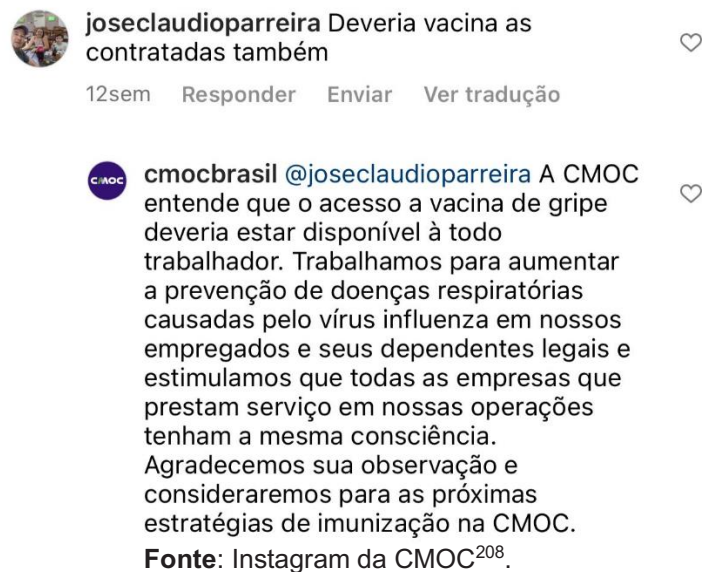 joseclaudioparreira Deveria vacina as
contratadas também
12sem Responder Enviar Ver tradução
CMOC
cmocbrasil @joseclaudioparreira A CMOC
entende que o acesso a vacina de gripe
deveria estar disponível à todo
trabalhador. Trabalhamos para aumentar
a prevenção de doenças respiratórias
causadas pelo vírus influenza em nossos
empregados e seus dependentes legais e
estimulamos que todas as empresas que
prestam serviço em nossas operações
tenham a mesma consciência.
Agradecemos sua observação e
consideraremos para as próximas
estratégias de imunização na CMOC.
Fonte: Instagram da CMOC208.